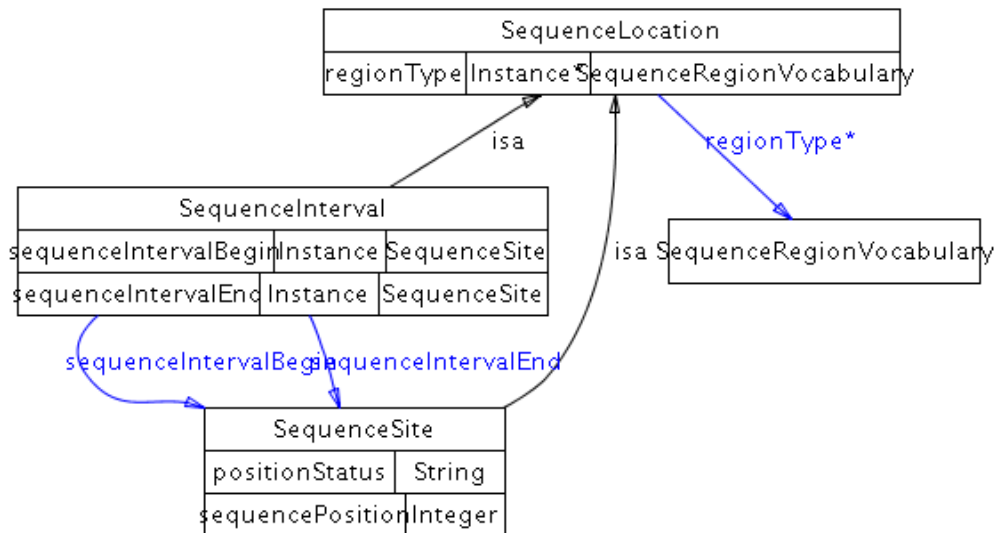 SequenceLocation
regionType Instance* SequenceRegionVocabulary
isa
regionType*
SequenceInterval
sequenceIntervalBegin Instance SequenceSite
sequenceIntervalEnd Instance SequenceSite
isa
SequenceRegionVocabulary
sequenceIntervalBegin
sequenceIntervalEnd
SequenceSite
positionStatus String
sequencePosition Integer